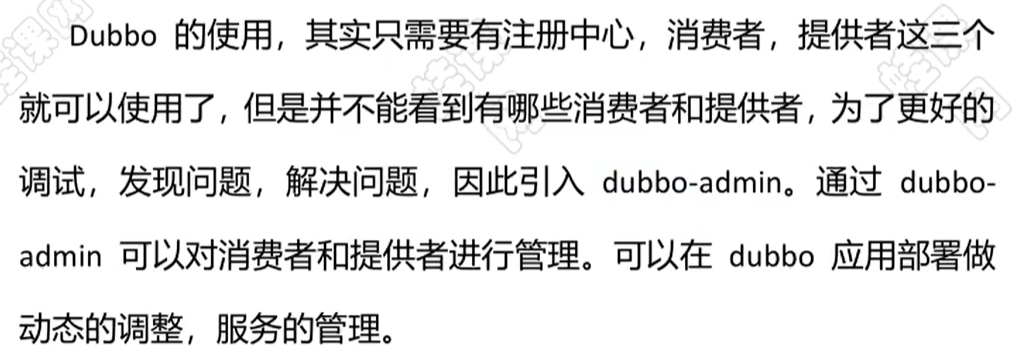 Dubbo 的使用，其实只需要有注册中心，消费者，提供者这三个
就可以使用了，但是并不能看到有哪些消费者和提供者，为了更好的
调试，发现问题，解决问题，因此引入 dubbo-admin。通过 dubbo-
admin 可以对消费者和提供者进行管理。可以在 dubbo 应用部署做
动态的调整，服务的管理。